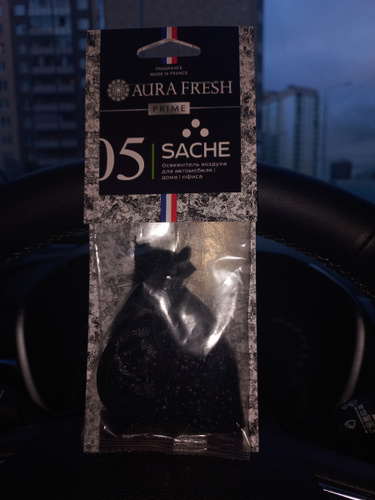 FRAGRANCE
MADE IN FRANCE
AURA FRESH
PRIME
05
SACHE
Освежитель воздуха
для автомобиля |
дома | офиса